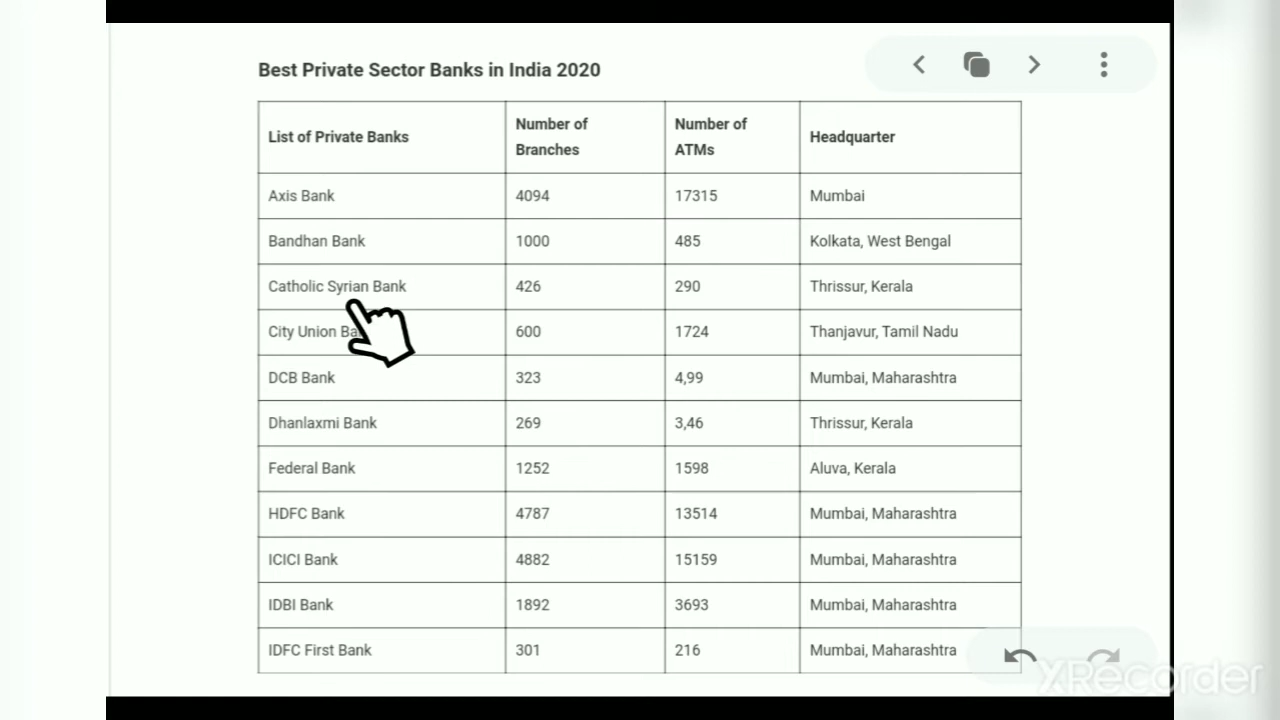 Best Private Sector Banks in India 2020
List of Private Banks Number of Branches Number of ATMs Headquarter
Axis Bank 4094 17315 Mumbai
Bandhan Bank 1000 485 Kolkata, West Bengal
Catholic Syrian Bank 426 290 Thrissur, Kerala
City Union 600 1724 Thanjavur, Tamil Nadu
DCB Bank 323 4,99 Mumbai, Maharashtra
Dhanlaxmi Bank 269 3,46 Thrissur, Kerala
Federal Bank 1252 1598 Aluva, Kerala
HDFC Bank 4787 13514 Mumbai, Maharashtra
ICICI Bank 4882 15159 Mumbai, Maharashtra
IDBI Bank 1892 3693 Mumbai, Maharashtra
IDFC First Bank 301 216 Mumbai, Maharashtra
XRecorder